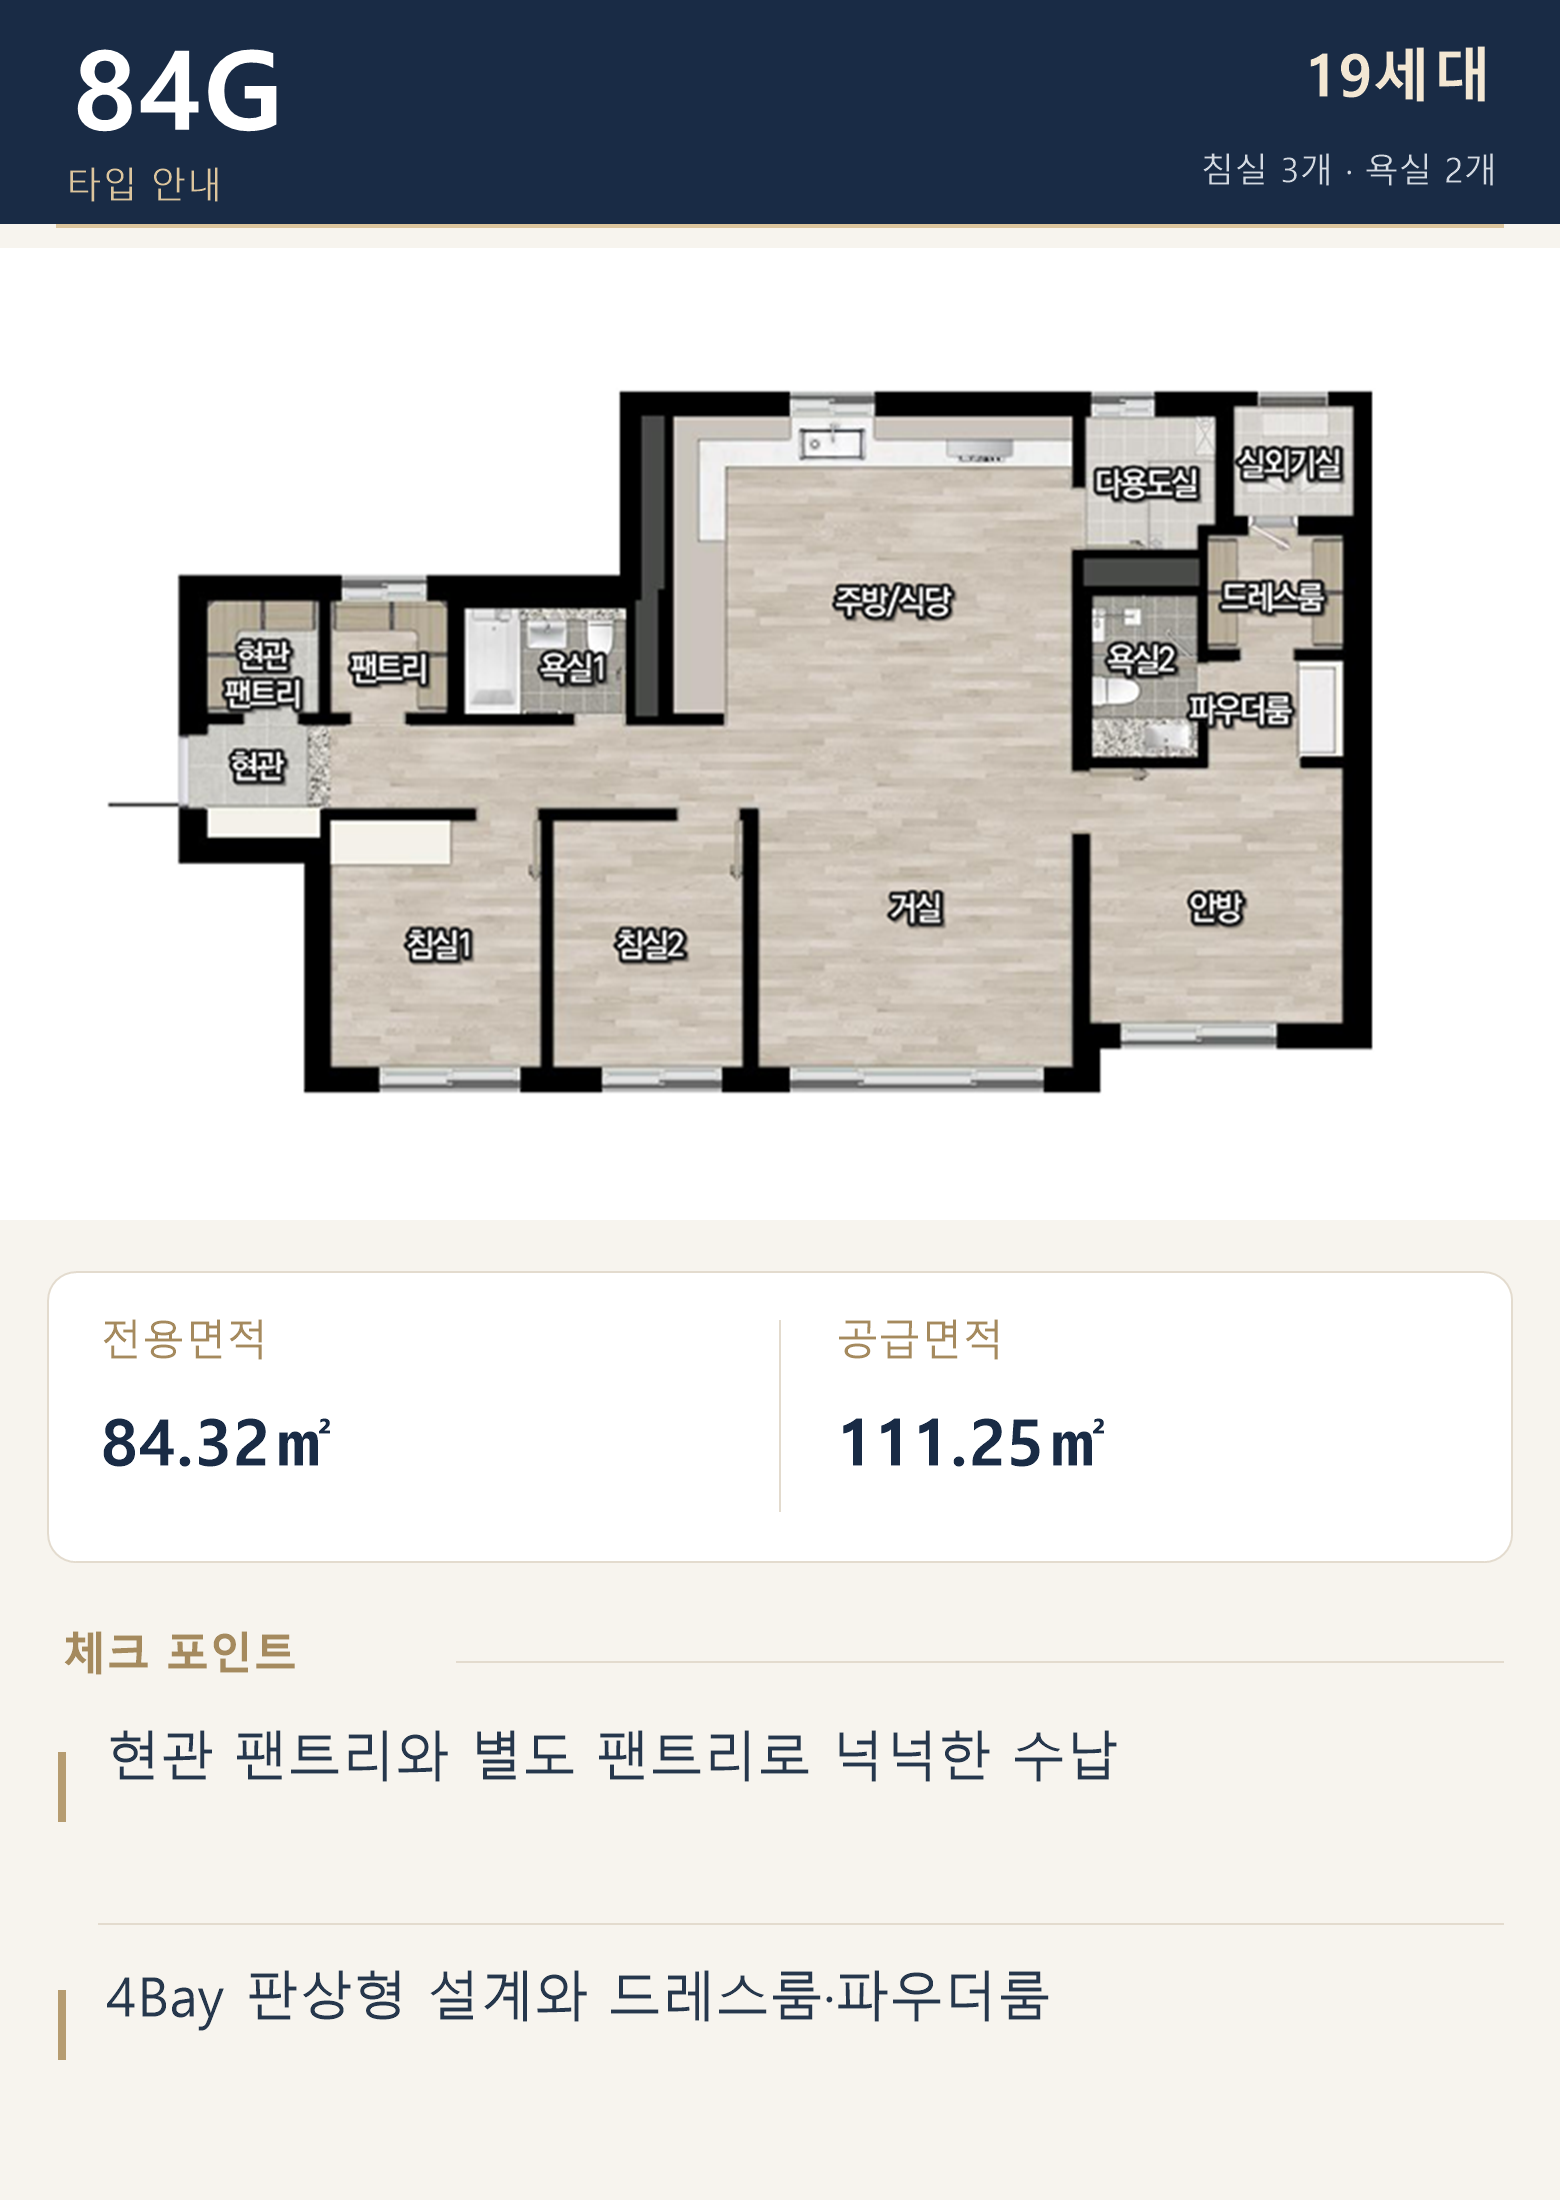 84G
19세대
타입 안내
침실 3개 · 욕실 2개
다용도실
실외기실
주방/식당
드레스룸
현관
팬트리
팬트리
욕실1
욕실2
파우더룸
현관
거실
안방
침실1
침실2
전용면적
공급면적
84.32㎡
111.25㎡
체크 포인트
현관 팬트리와 별도 팬트리로 넉넉한 수납
4Bay 판상형 설계와 드레스룸·파우더룸